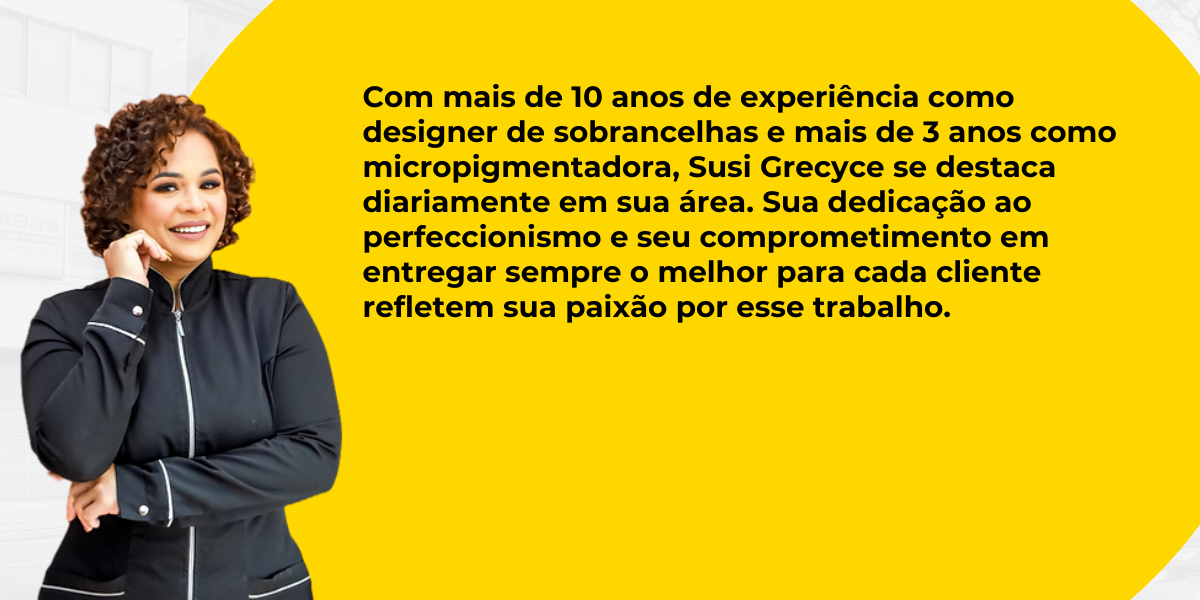 Com mais de 10 anos de experiência como
designer de sobrancelhas e mais de 3 anos como
micropigmentadora, Susi Grecyce se destaca
diariamente em sua área. Sua dedicação ao
perfeccionismo e seu comprometimento em
entregar sempre o melhor para cada cliente
refletem sua paixão por esse trabalho.